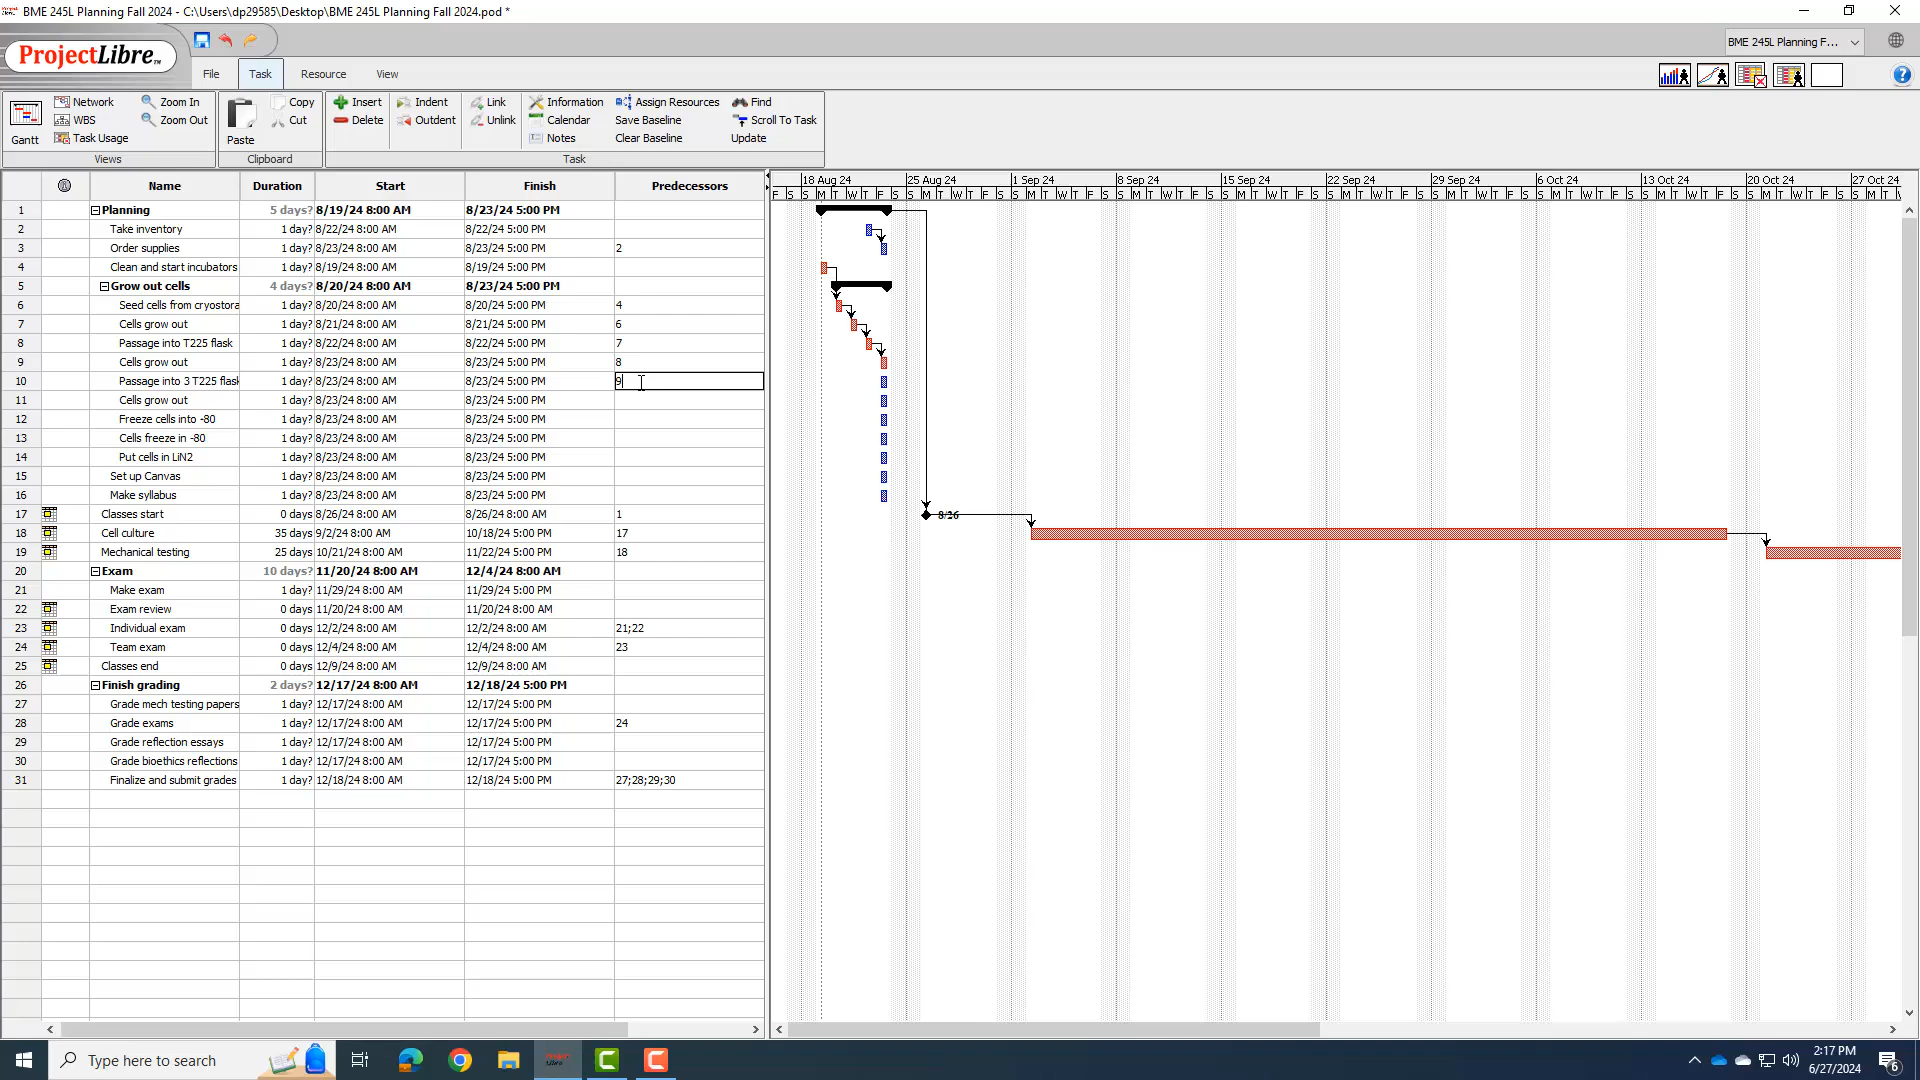 BME 245L Planning Fall 2024 - C:\Users\dp29585\Desktop\BME 245L Planning Fall 2024.pod *
ProjectLibre
BME 245L Planning F...
File Task Resource View
Gantt
Network
WBS
Task Usage
Zoom In
Zoom Out
Views
Paste
Copy
Cut
Clipboard
Insert
Delete
Indent
Outdent
Link
Unlink
Information
Calendar
Notes
Assign Resources
Save Baseline
Clear Baseline
Find
Scroll To Task
Update
Task
Name Duration Start Finish Predecessors
1 Planning 5 days? 8/19/24 8:00 AM 8/23/24 5:00 PM
2 Take inventory 1 day? 8/22/24 8:00 AM 8/22/24 5:00 PM
3 Order supplies 1 day? 8/23/24 8:00 AM 8/23/24 5:00 PM 2
4 Clean and start incubators 1 day? 8/19/24 8:00 AM 8/19/24 5:00 PM
5 Grow out cells 4 days? 8/20/24 8:00 AM 8/23/24 5:00 PM
6 Seed cells from cryostora 1 day? 8/20/24 8:00 AM 8/20/24 5:00 PM 4
7 Cells grow out 1 day? 8/21/24 8:00 AM 8/21/24 5:00 PM 6
8 Passage into T225 flask 1 day? 8/22/24 8:00 AM 8/22/24 5:00 PM 7
9 Cells grow out 1 day? 8/23/24 8:00 AM 8/23/24 5:00 PM 8
10 Passage into 3 T225 flask 1 day? 8/23/24 8:00 AM 8/23/24 5:00 PM 9
11 Cells grow out 1 day? 8/23/24 8:00 AM 8/23/24 5:00 PM
12 Freeze cells into -80 1 day? 8/23/24 8:00 AM 8/23/24 5:00 PM
13 Cells freeze in -80 1 day? 8/23/24 8:00 AM 8/23/24 5:00 PM
14 Put cells in LiN2 1 day? 8/23/24 8:00 AM 8/23/24 5:00 PM
15 Set up Canvas 1 day? 8/23/24 8:00 AM 8/23/24 5:00 PM
16 Make syllabus 1 day? 8/23/24 8:00 AM 8/23/24 5:00 PM
17 Classes start 0 days 8/26/24 8:00 AM 8/26/24 8:00 AM 1
18 Cell culture 35 days 9/2/24 8:00 AM 10/18/24 5:00 PM 17
19 Mechanical testing 25 days 10/21/24 8:00 AM 11/22/24 5:00 PM 18
20 Exam 10 days? 11/20/24 8:00 AM 12/4/24 8:00 AM
21 Make exam 1 day? 11/29/24 8:00 AM 11/29/24 5:00 PM
22 Exam review 0 days 11/20/24 8:00 AM 11/20/24 8:00 AM
23 Individual exam 0 days 12/2/24 8:00 AM 12/2/24 8:00 AM 21;22
24 Team exam 0 days 12/4/24 8:00 AM 12/4/24 8:00 AM 23
25 Classes end 0 days 12/9/24 8:00 AM 12/9/24 8:00 AM
26 Finish grading 2 days? 12/17/24 8:00 AM 12/18/24 5:00 PM
27 Grade mech testing papers 1 day? 12/17/24 8:00 AM 12/17/24 5:00 PM
28 Grade exams 1 day? 12/17/24 8:00 AM 12/17/24 5:00 PM 24
29 Grade reflection essays 1 day? 12/17/24 8:00 AM 12/17/24 5:00 PM
30 Grade bioethics reflections 1 day? 12/17/24 8:00 AM 12/17/24 5:00 PM
31 Finalize and submit grades 1 day? 12/18/24 8:00 AM 12/18/24 5:00 PM 27;28;29;30
18 Aug 24 25 Aug 24 1 Sep 24 8 Sep 24 15 Sep 24 22 Sep 24 29 Sep 24 6 Oct 24 13 Oct 24 20 Oct 24 27 Oct 24
F S S M T W T F S S M T W T F S S M T W T F S S M T W T F S S M T W T F S S M T W T F S S M T W T F S S M T W T F S S M T W T F S S M T W T F S S M T
8/26
Type here to search
2:17 PM
6/27/2024
6